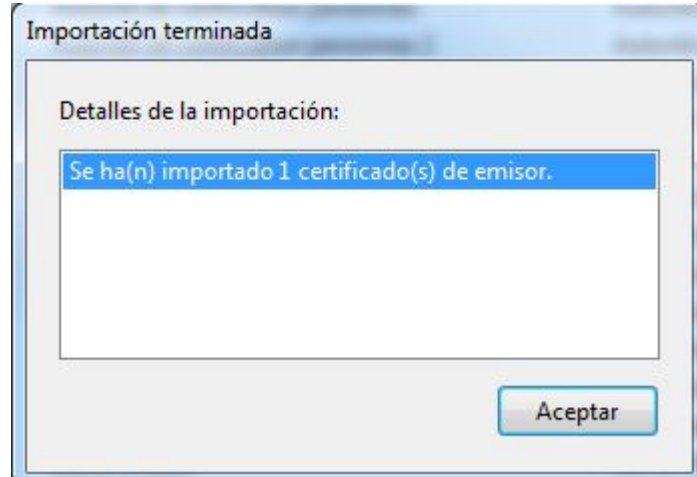 Importación terminada
Detalles de la importación:
Se ha(n) importado 1 certificado(s) de emisor.
Aceptar